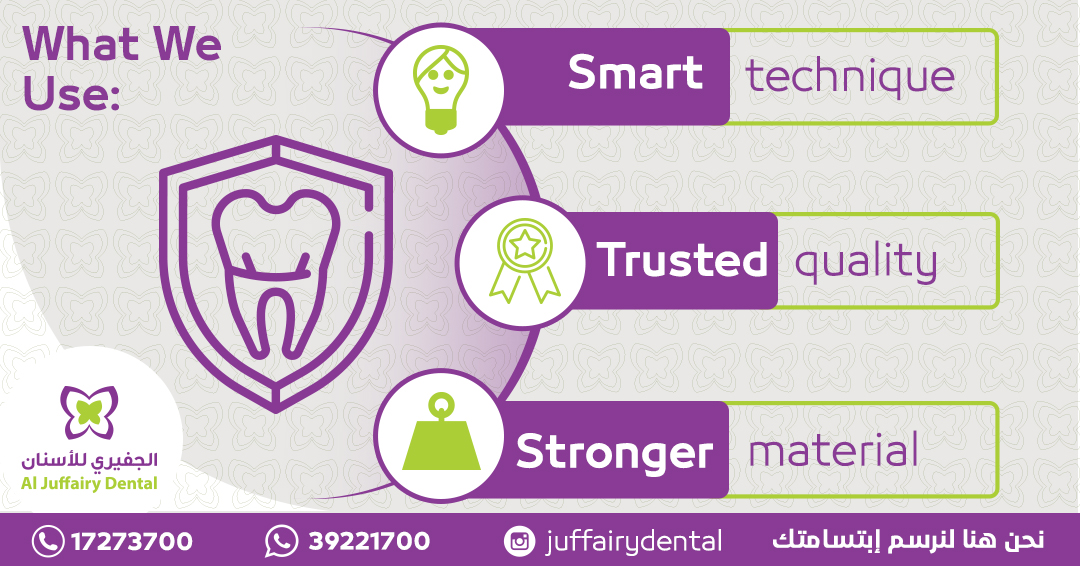 What We
Use:
Smart technique
Trusted quality
Stronger material
الجفيري للأسنان
Al Juffairy Dental
17273700
39221700
juffairydental
نحن هنا لنرسم إبتسامتك